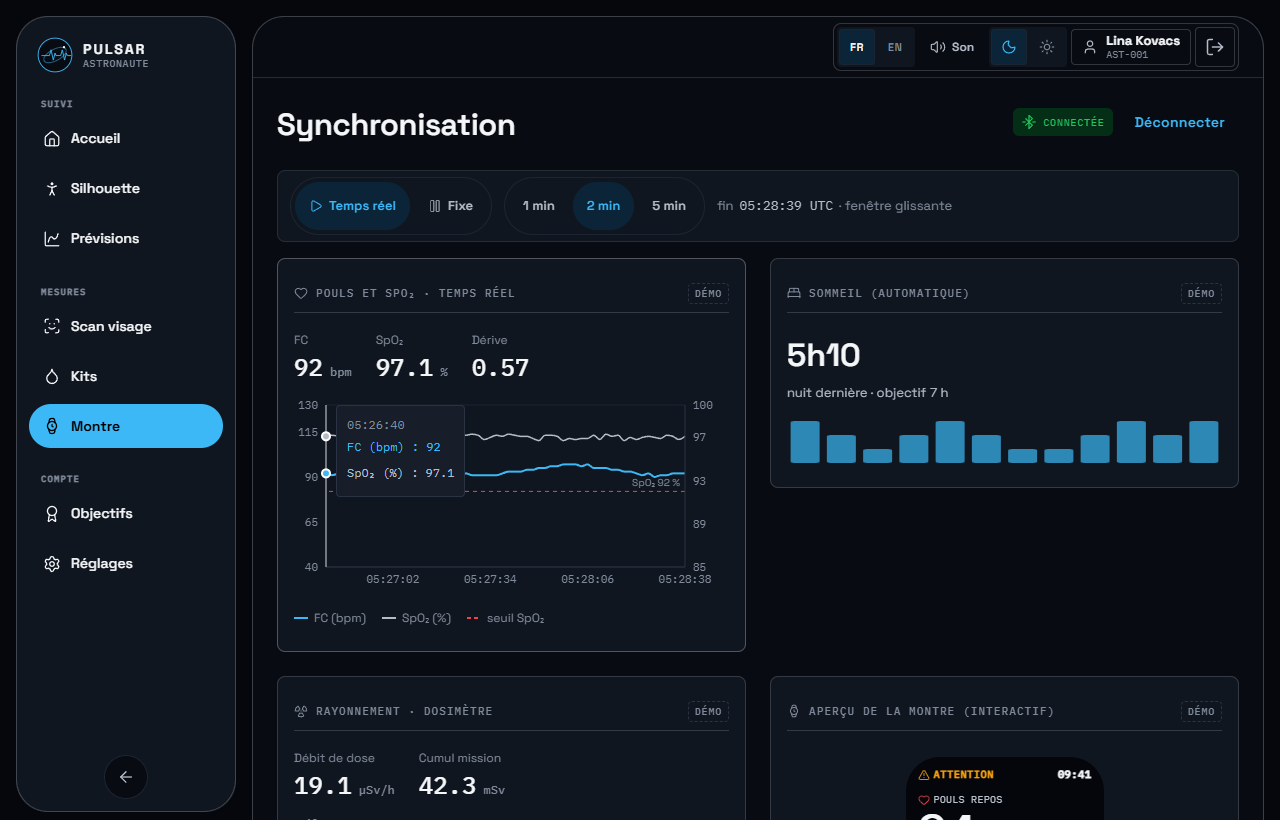 PULSAR
ASTRONAUTE
SUIVI
Accueil
Silhouette
Prévisions
MESURES
Scan visage
Kits
Montre
COMPTE
Objectifs
Réglages
FR EN Son Lina Kovacs
AST-001
Synchronisation
CONNECTÉE Déconnecter
Temps réel Fixe 1 min 2 min 5 min fin 05:28:39 UTC · fenêtre glissante
POULS ET SPO₂ · TEMPS RÉEL DÉMO
FC SpO₂ Dérive
92 bpm 97.1 % 0.57
130 100
115 97
90 93
65 89
40 85
05:26:40
FC (bpm) : 92
SpO₂ (%) : 97.1
SpO₂ 92 %
05:27:02 05:27:34 05:28:06 05:28:38
FC (bpm) SpO₂ (%) seuil SpO₂
SOMMEIL (AUTOMATIQUE) DÉMO
5h10
nuit dernière · objectif 7 h
RAYONNEMENT · DOSIMÈTRE DÉMO
Débit de dose Cumul mission
19.1 µSv/h 42.3 mSv
APERÇU DE LA MONTRE (INTERACTIF) DÉMO
ATTENTION 09:41
POULS REPOS